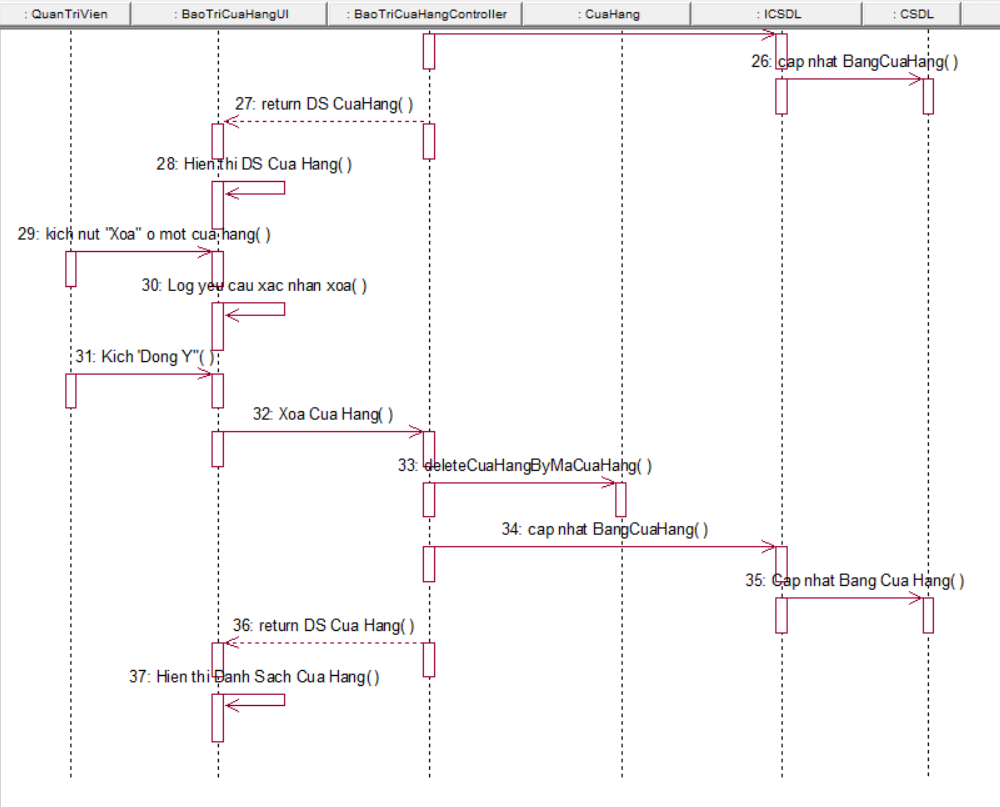 : QuanTriVien
: BaoTriCuaHangUI
: BaoTriCuaHangController
: CuaHang
: ICSDL
: CSDL
26: cap nhat BangCuaHang( )
27: return DS CuaHang( )
28: Hien thi DS Cua Hang( )
29: kich nut "Xoa" o mot cua hang( )
30: Log yeu cau xac nhan xoa( )
31: Kich 'Dong Y"( )
32: Xoa Cua Hang( )
33: deleteCuaHangByMaCuaHang( )
34: cap nhat BangCuaHang( )
35: Cap nhat Bang Cua Hang( )
36: return DS Cua Hang( )
37: Hien thi Danh Sach Cua Hang( )